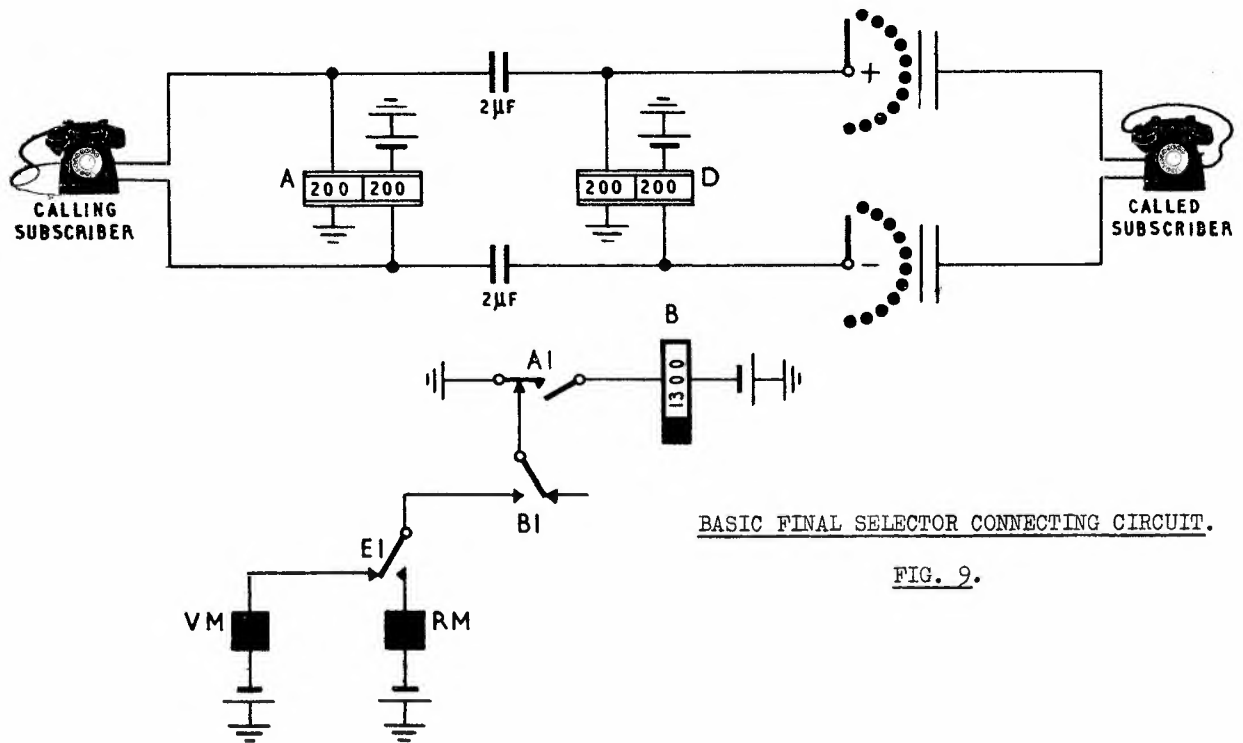 +
2µF
A
200 200
200 200
D
CALLING
SUBSCRIBER
CALLED
SUBSCRIBER
−
2µF
B
A1
1300
B1
E1
VM
RM
BASIC FINAL SELECTOR CONNECTING CIRCUIT.
FIG. 9.